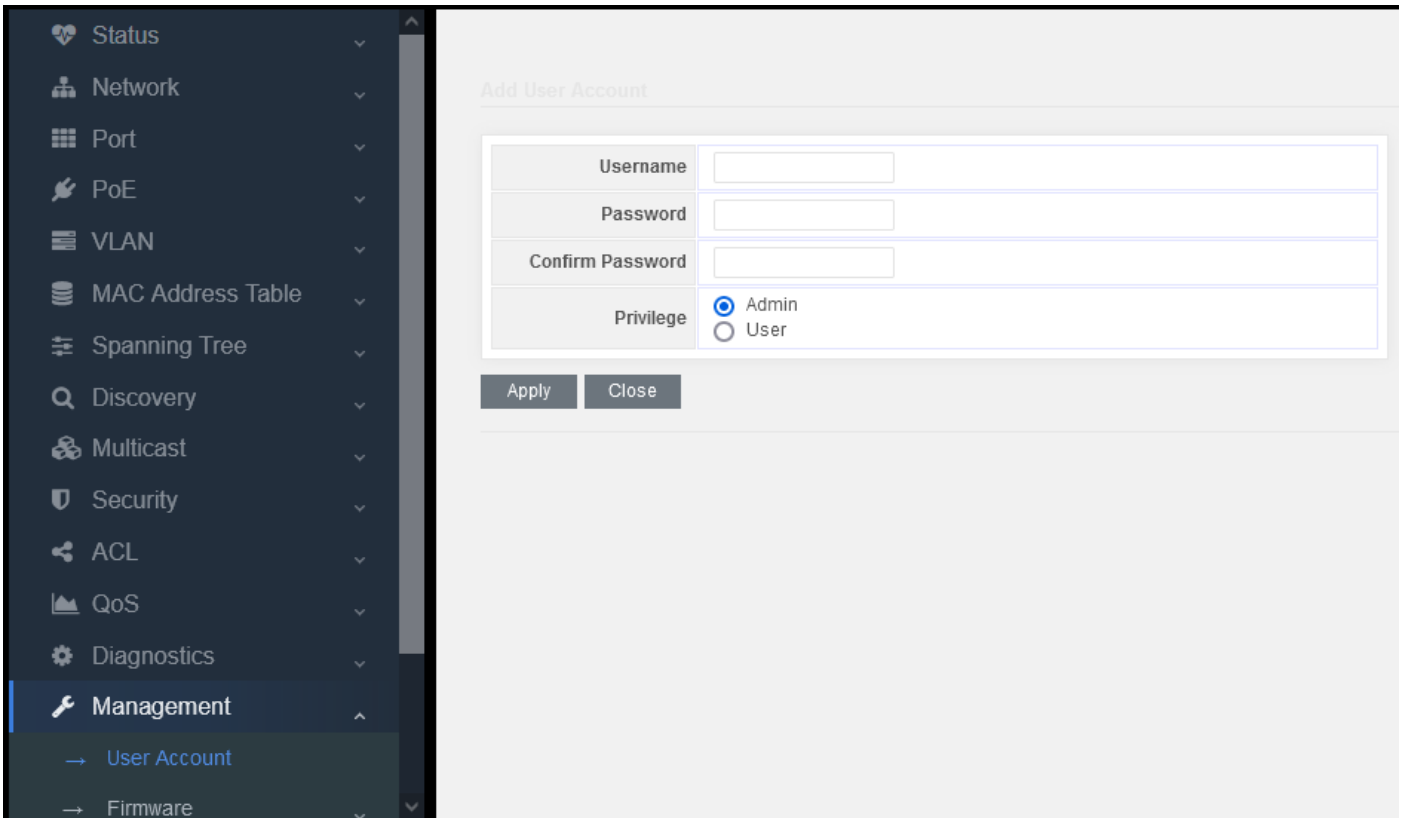 Status
Network
Port
PoE
VLAN
MAC Address Table
Spanning Tree
Discovery
Multicast
Security
ACL
QoS
Diagnostics
Management
→ User Account
→ Firmware
Add User Account
Username
Password
Confirm Password
Privilege
Admin
User
Apply Close